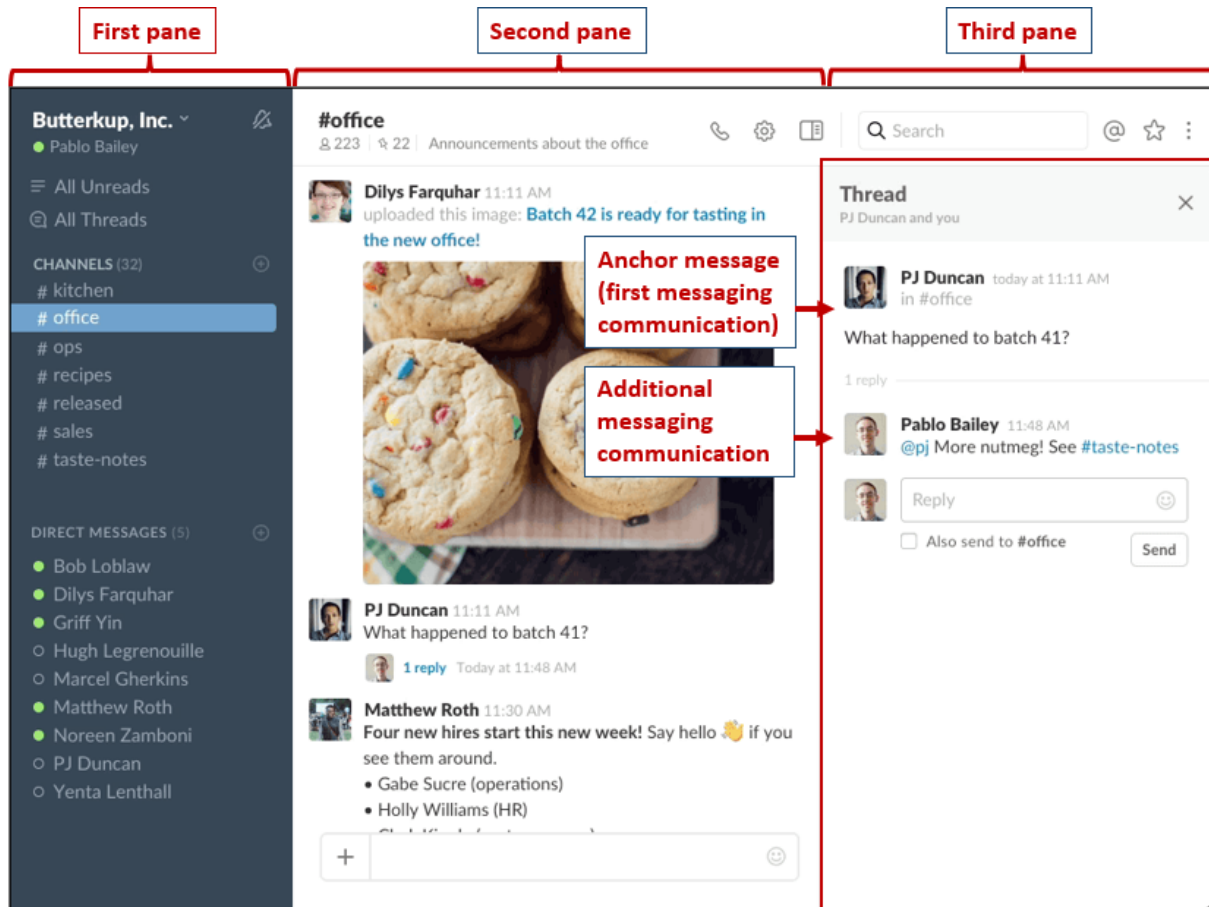 First pane
Second pane
Third pane
Butterkup, Inc.
Pablo Bailey
All Unreads
All Threads
CHANNELS (32)
# kitchen
# office
# ops
# recipes
# released
# sales
# taste-notes
DIRECT MESSAGES (5)
Bob Loblaw
Dilys Farquhar
Griff Yin
Hugh Legrenouille
Marcel Gherkins
Matthew Roth
Noreen Zamboni
PJ Duncan
Yenta Lenthall
#office
223 | 22 | Announcements about the office
Search
Dilys Farquhar 11:11 AM
uploaded this image: Batch 42 is ready for tasting in
the new office!
Anchor message
(first messaging
communication)
Additional
messaging
communication
PJ Duncan 11:11 AM
What happened to batch 41?
1 reply Today at 11:48 AM
Matthew Roth 11:30 AM
Four new hires start this new week! Say hello 👋 if you
see them around.
• Gabe Sucre (operations)
• Holly Williams (HR)
Thread
PJ Duncan and you
PJ Duncan today at 11:11 AM
in #office
What happened to batch 41?
1 reply
Pablo Bailey 11:48 AM
@pj More nutmeg! See #taste-notes
Reply
Also send to #office
Send